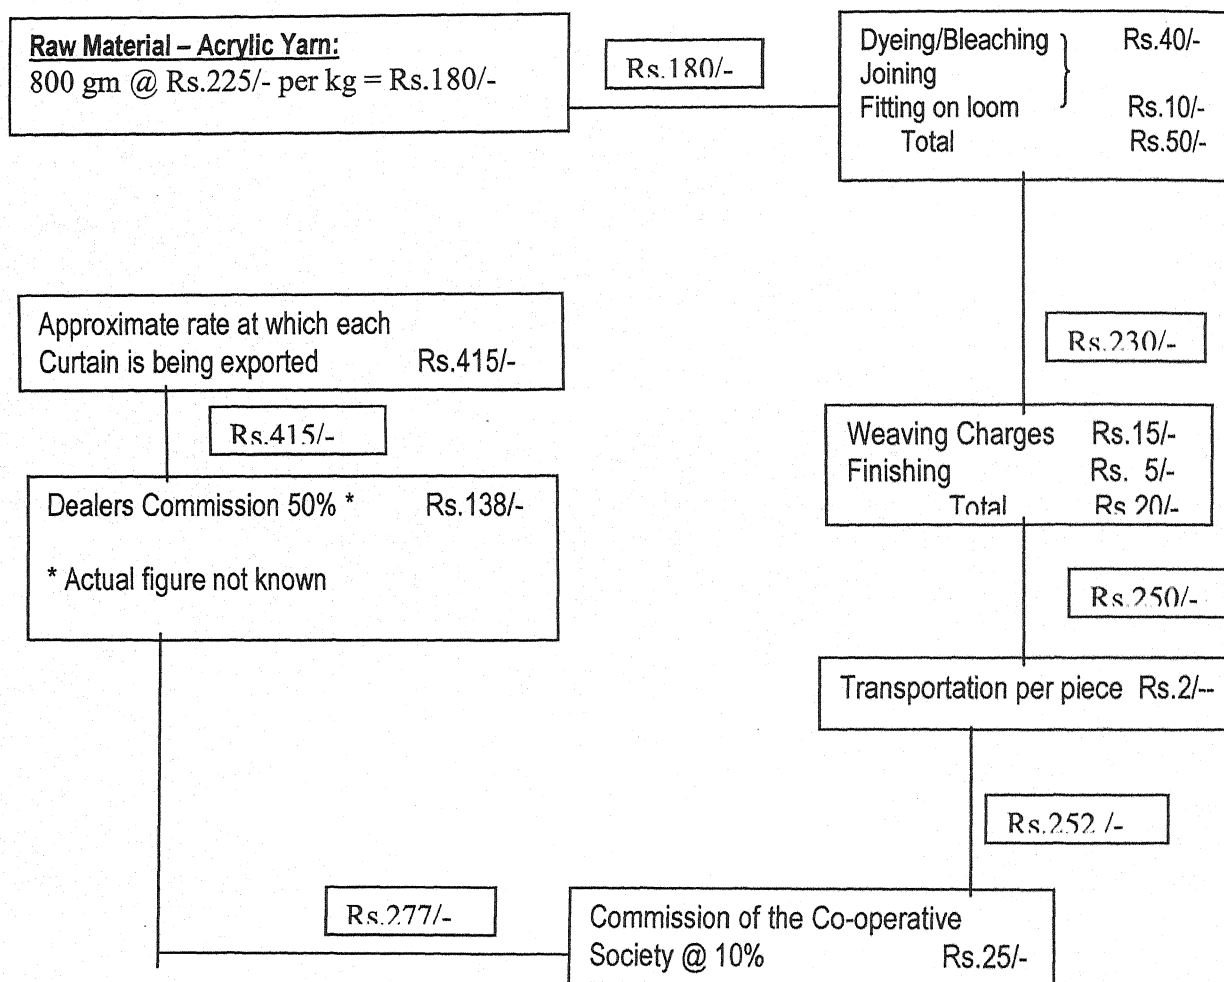 Raw Material – Acrylic Yarn:
800 gm @ Rs.225/- per kg = Rs.180/-
Rs.180/-
Dyeing/Bleaching } Rs.40/-
Joining
Fitting on loom Rs.10/-
Total Rs.50/-
Rs.230/-
Weaving Charges Rs.15/-
Finishing Rs. 5/-
Total Rs 20/-
Rs.250/-
Transportation per piece Rs.2/--
Rs.252 /-
Commission of the Co-operative
Society @ 10% Rs.25/-
Rs.277/-
Dealers Commission 50% * Rs.138/-
* Actual figure not known
Rs.415/-
Approximate rate at which each
Curtain is being exported Rs.415/-